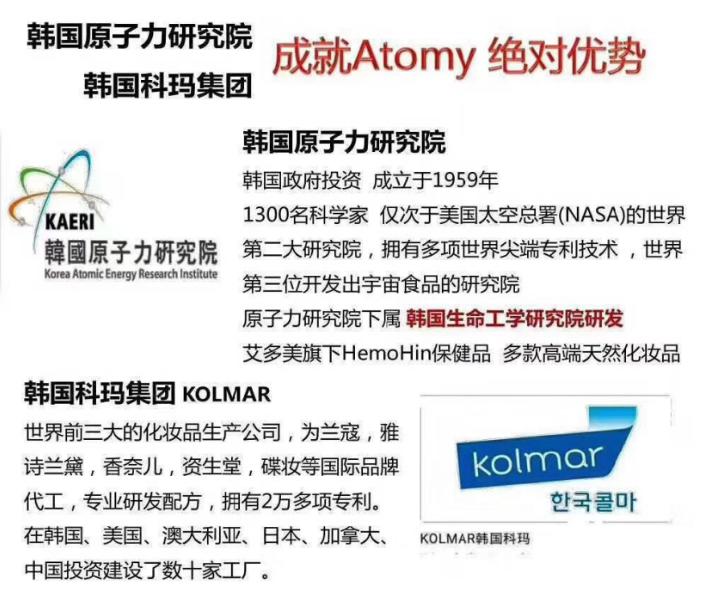 韩国原子力研究院
韩国科玛集团
成就Atomy 绝对优势
韩国原子力研究院
韩国政府投资 成立于1959年
1300名科学家 仅次于美国太空总署(NASA)的世界
第二大研究院，拥有多项世界尖端专利技术 ，世界
第三位开发出宇宙食品的研究院
原子力研究院下属 韩国生命工学研究院研发
艾多美旗下HemoHin保健品 多款高端天然化妆品
KAERI
韓國原子力研究院
Korea Atomic Energy Research Institute
韩国科玛集团 KOLMAR
世界前三大的化妆品生产公司，为兰寇，雅
诗兰黛，香奈儿，资生堂，碟妆等国际品牌
代工，专业研发配方，拥有2万多项专利。
在韩国、美国、澳大利亚、日本、加拿大、
中国投资建设了数十家工厂。
kolmar
한국콜마
KOLMAR韩国科玛